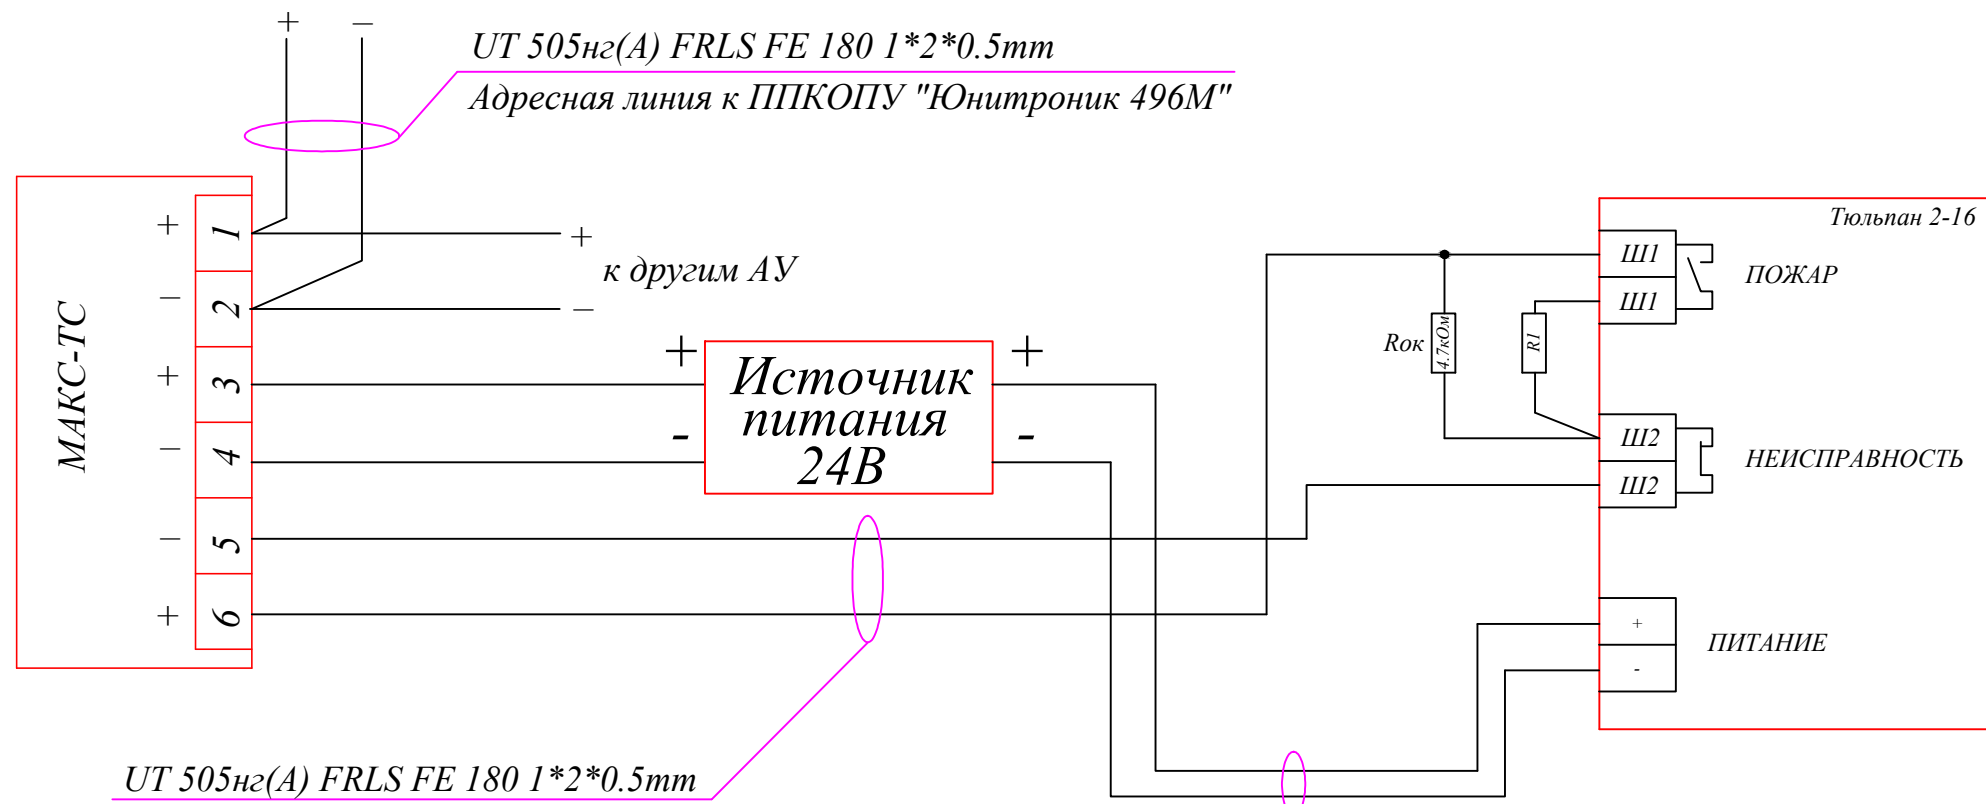 + −
UT 505нг(А) FRLS FE 180 1*2*0.5mm
Адресная линия к ППКОПУ "Юнитроник 496М"
МАКС-ТС
+ 1
− 2
+ 3
− 4
− 5
+ 6
+
к другим АУ
−
+ +
Источник
питания
24В
- -
Тюльпан 2-16
Ш1
Ш1
ПОЖАР
Rок
4.7кОм
R1
Ш2
Ш2
НЕИСПРАВНОСТЬ
+
-
ПИТАНИЕ
UT 505нг(А) FRLS FE 180 1*2*0.5mm